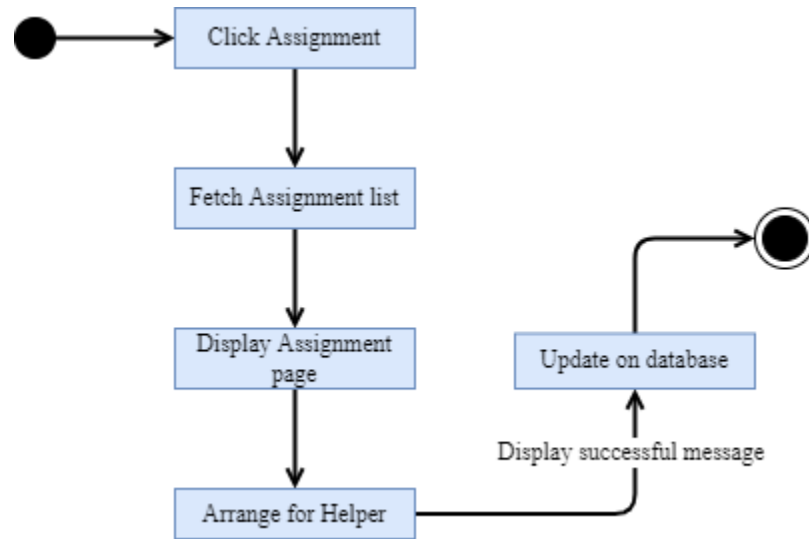 Click Assignment
Fetch Assignment list
Display Assignment
page
Arrange for Helper
Display successful message
Update on database